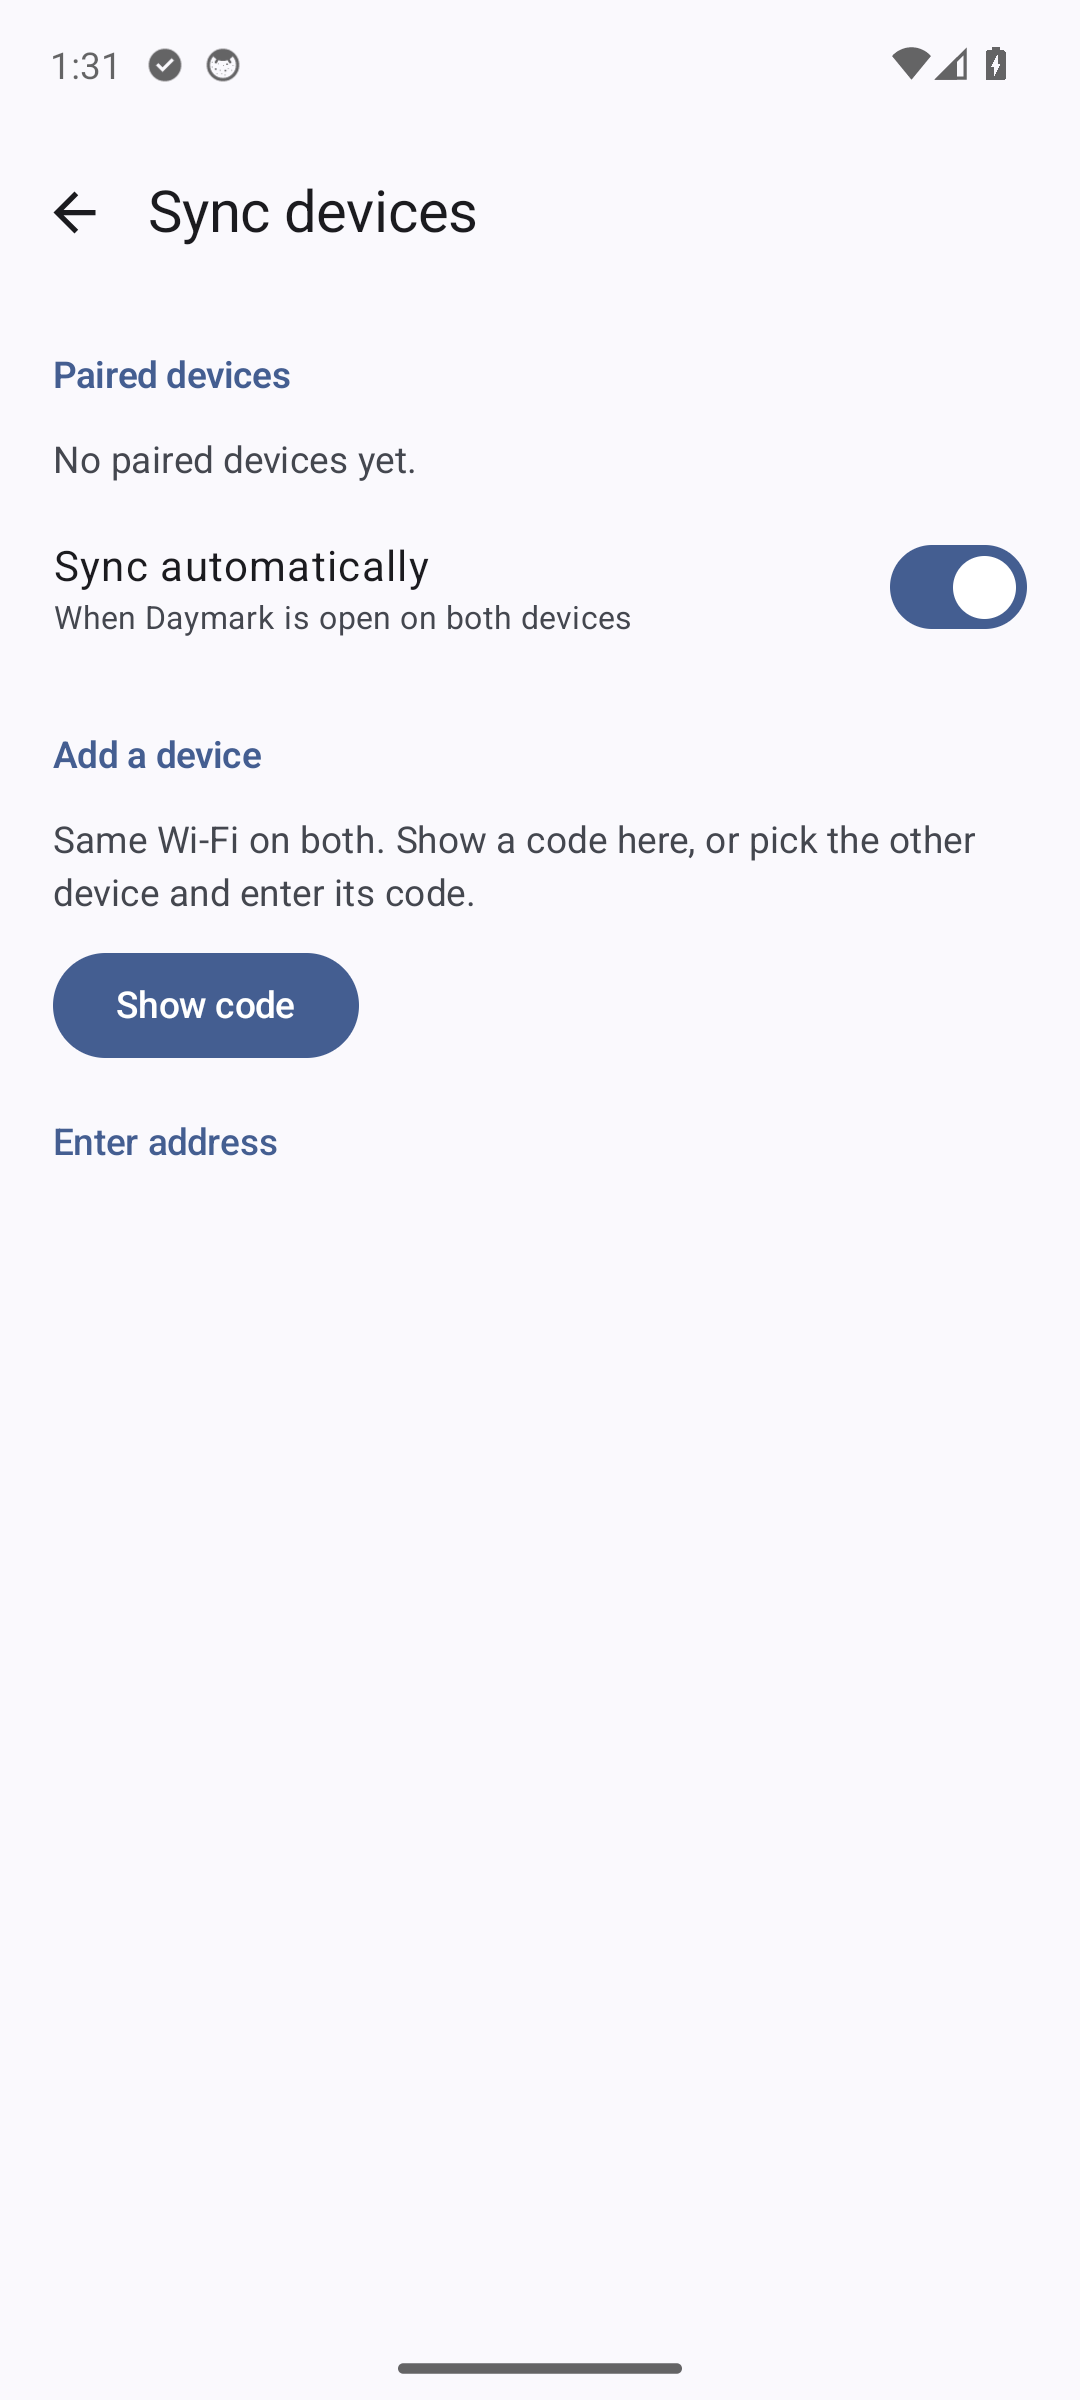 1:31
Sync devices
Paired devices
No paired devices yet.
Sync automatically
When Daymark is open on both devices
Add a device
Same Wi-Fi on both. Show a code here, or pick the other
device and enter its code.
Show code
Enter address